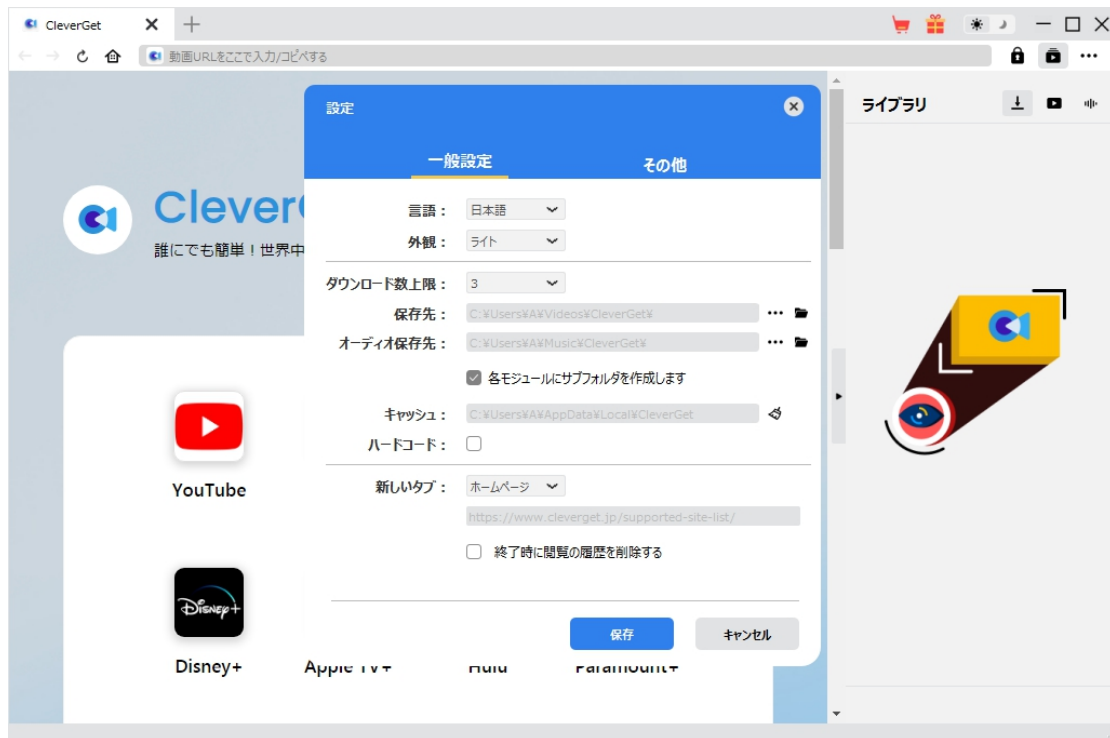 CleverGet
動画URLをここで入力/コピペする
設定
一般設定
その他
言語：
日本語
外観：
ライト
ダウンロード数上限：
3
保存先：
C:¥Users¥A¥Videos¥CleverGet¥
オーディオ保存先：
C:¥Users¥A¥Music¥CleverGet¥
各モジュールにサブフォルダを作成します
キャッシュ：
C:¥Users¥A¥AppData¥Local¥CleverGet
ハードコード：
新しいタブ：
ホームページ
https://www.cleverget.jp/supported-site-list/
終了時に閲覧の履歴を削除する
保存
キャンセル
Clever
誰にでも簡単！世界中
YouTube
Disney+
Disney+
Apple TV+
Hulu
Paramount+
ライブラリ